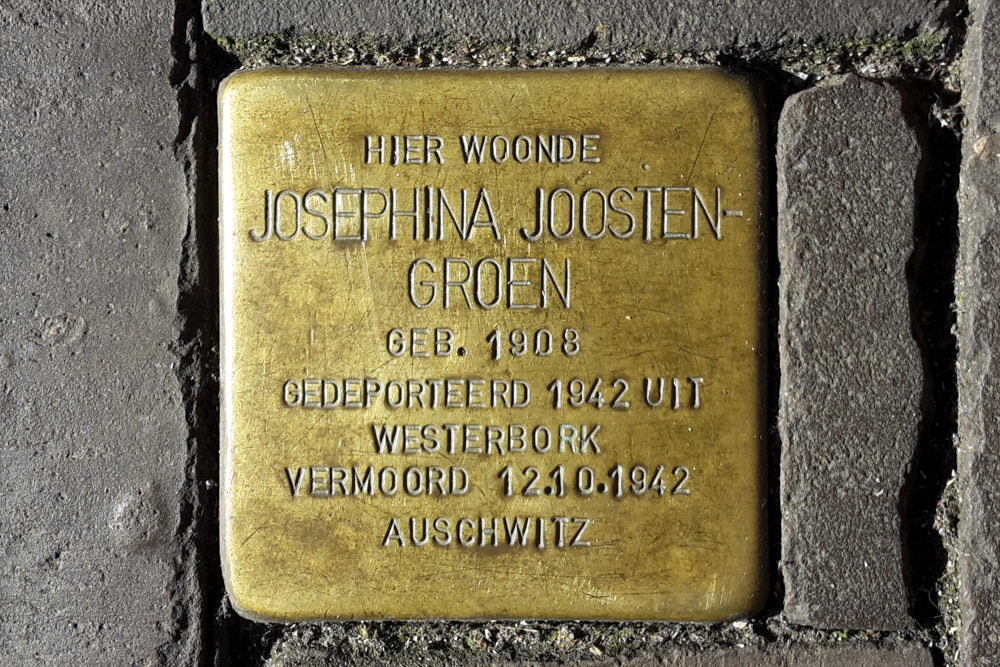 HIER WOONDE
JOSEPHINA JOOSTEN-
GROEN
GEB. 1908
GEDEPORTEERD 1942 UIT
WESTERBORK
VERMOORD 12.10.1942
AUSCHWITZ